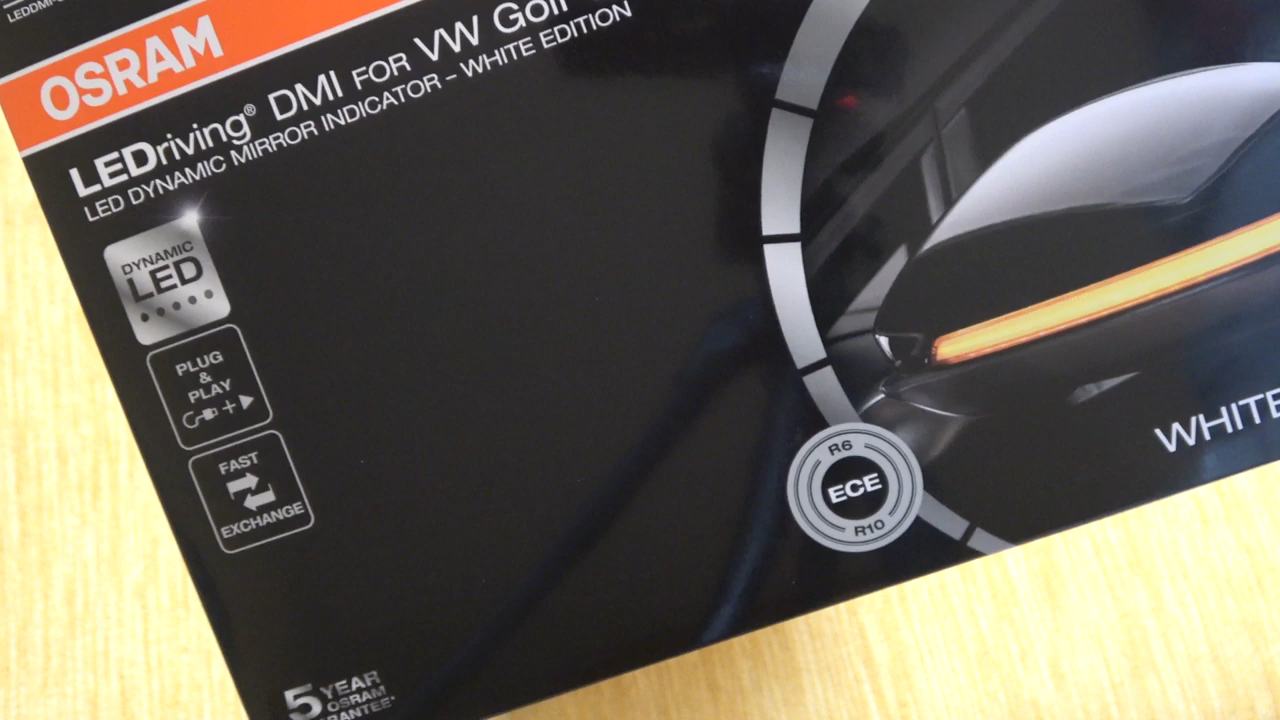 OSRAM
LEDriving® DMI FOR VW Golf
LED DYNAMIC MIRROR INDICATOR – WHITE EDITION
DYNAMIC
LED
PLUG
&
PLAY
FAST
EXCHANGE
R6
ECE
R10
WHITE
5 YEAR
OSRAM